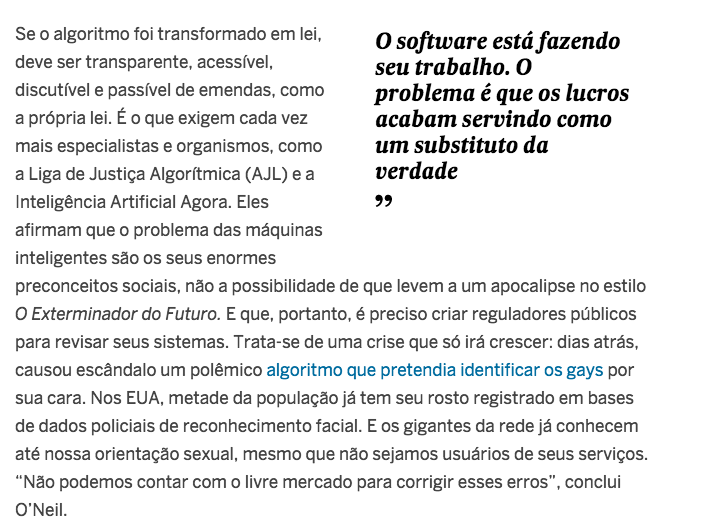 Se o algoritmo foi transformado em lei,
deve ser transparente, acessível,
discutível e passível de emendas, como
a própria lei. É o que exigem cada vez
mais especialistas e organismos, como
a Liga de Justiça Algorítmica (AJL) e a
Inteligência Artificial Agora. Eles
afirmam que o problema das máquinas
inteligentes são os seus enormes
preconceitos sociais, não a possibilidade de que levem a um apocalipse no estilo
O Exterminador do Futuro. E que, portanto, é preciso criar reguladores públicos
para revisar seus sistemas. Trata-se de uma crise que só irá crescer: dias atrás,
causou escândalo um polêmico algoritmo que pretendia identificar os gays por
sua cara. Nos EUA, metade da população já tem seu rosto registrado em bases
de dados policiais de reconhecimento facial. E os gigantes da rede já conhecem
até nossa orientação sexual, mesmo que não sejamos usuários de seus serviços.
“Não podemos contar com o livre mercado para corrigir esses erros”, conclui
O’Neil.
O software está fazendo
seu trabalho. O
problema é que os lucros
acabam servindo como
um substituto da
verdade
”